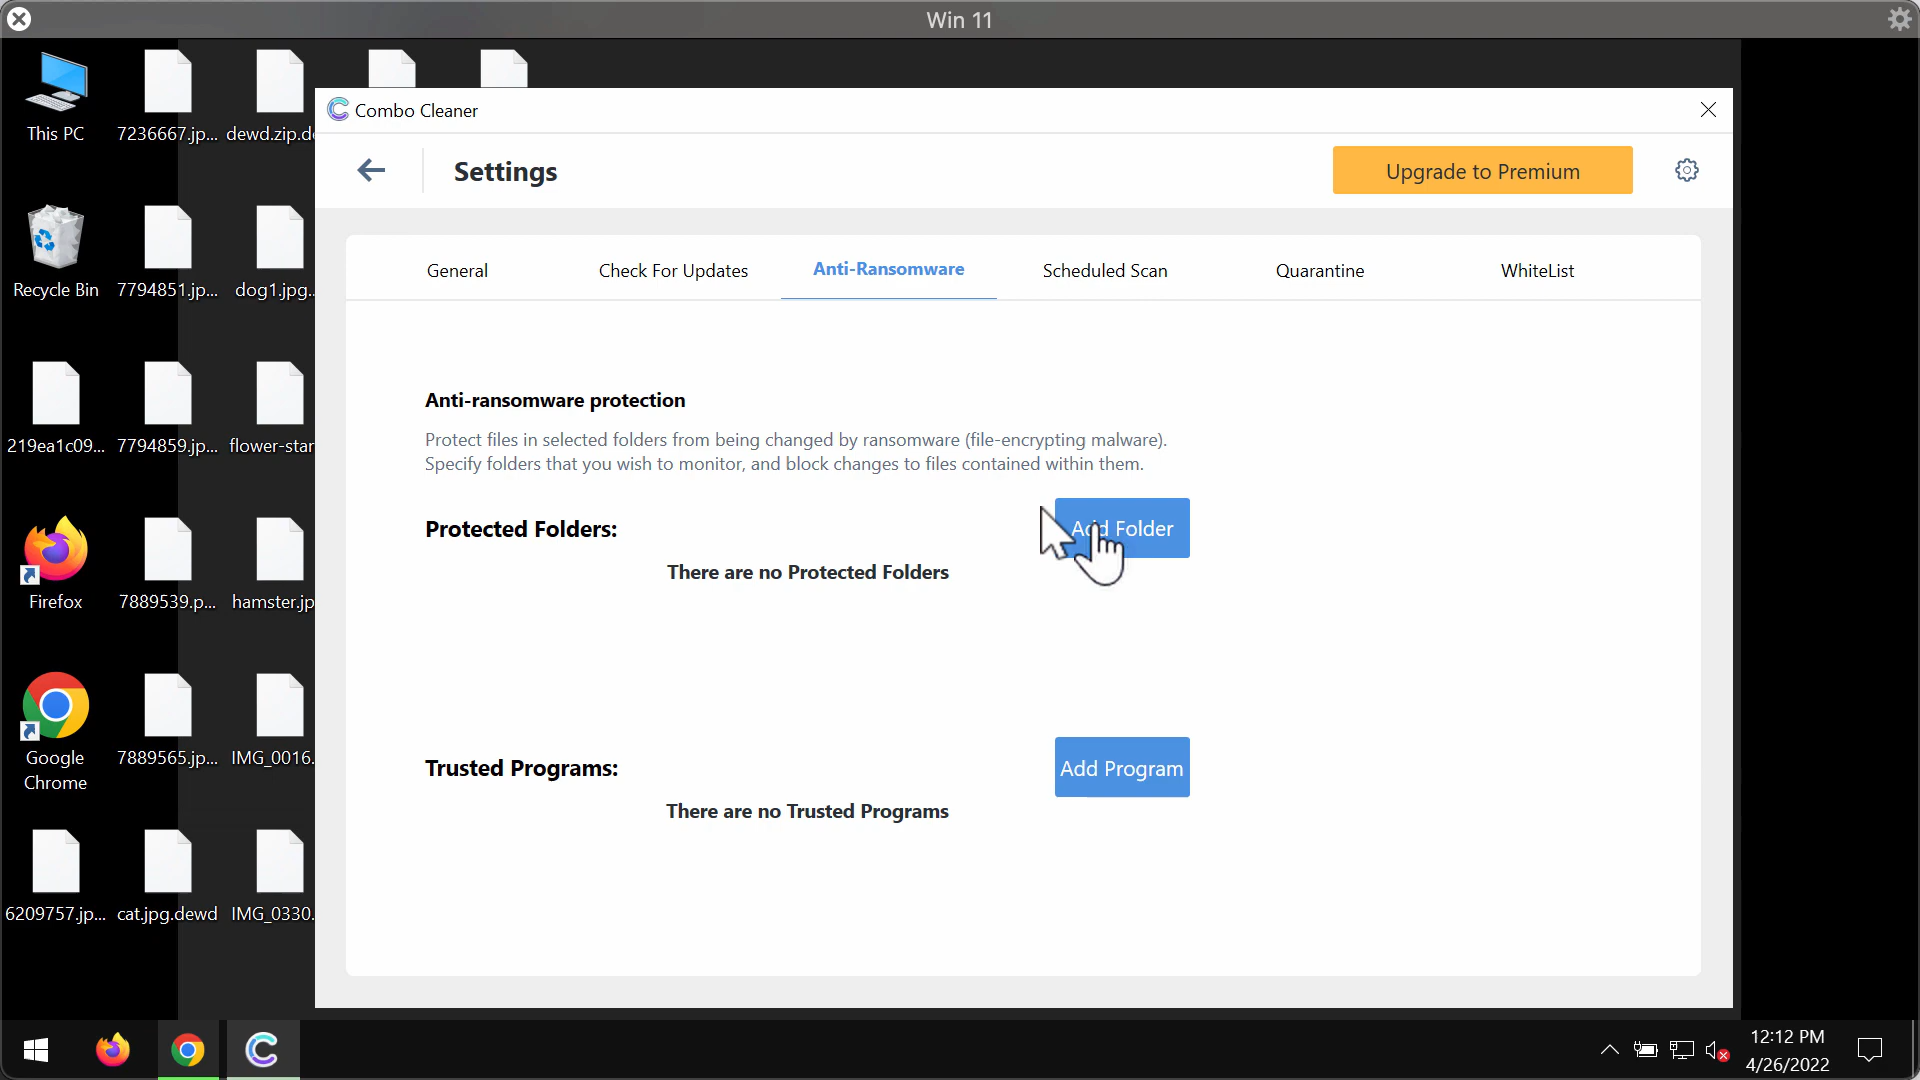 Win 11
This PC
7236667.jp...
dewd.zip.d
Recycle Bin
7794851.jp...
dog1.jpg..
219ea1c09...
7794859.jp...
flower-star
Firefox
7889539.p...
hamster.jp
Google
Chrome
7889565.jp...
IMG_0016.
6209757.jp...
cat.jpg.dewd
IMG_0330.
Combo Cleaner
Settings
Upgrade to Premium
General
Check For Updates
Anti-Ransomware
Scheduled Scan
Quarantine
WhiteList
Anti-ransomware protection
Protect files in selected folders from being changed by ransomware (file-encrypting malware).
Specify folders that you wish to monitor, and block changes to files contained within them.
Protected Folders:
Add Folder
There are no Protected Folders
Trusted Programs:
Add Program
There are no Trusted Programs
12:12 PM
4/26/2022